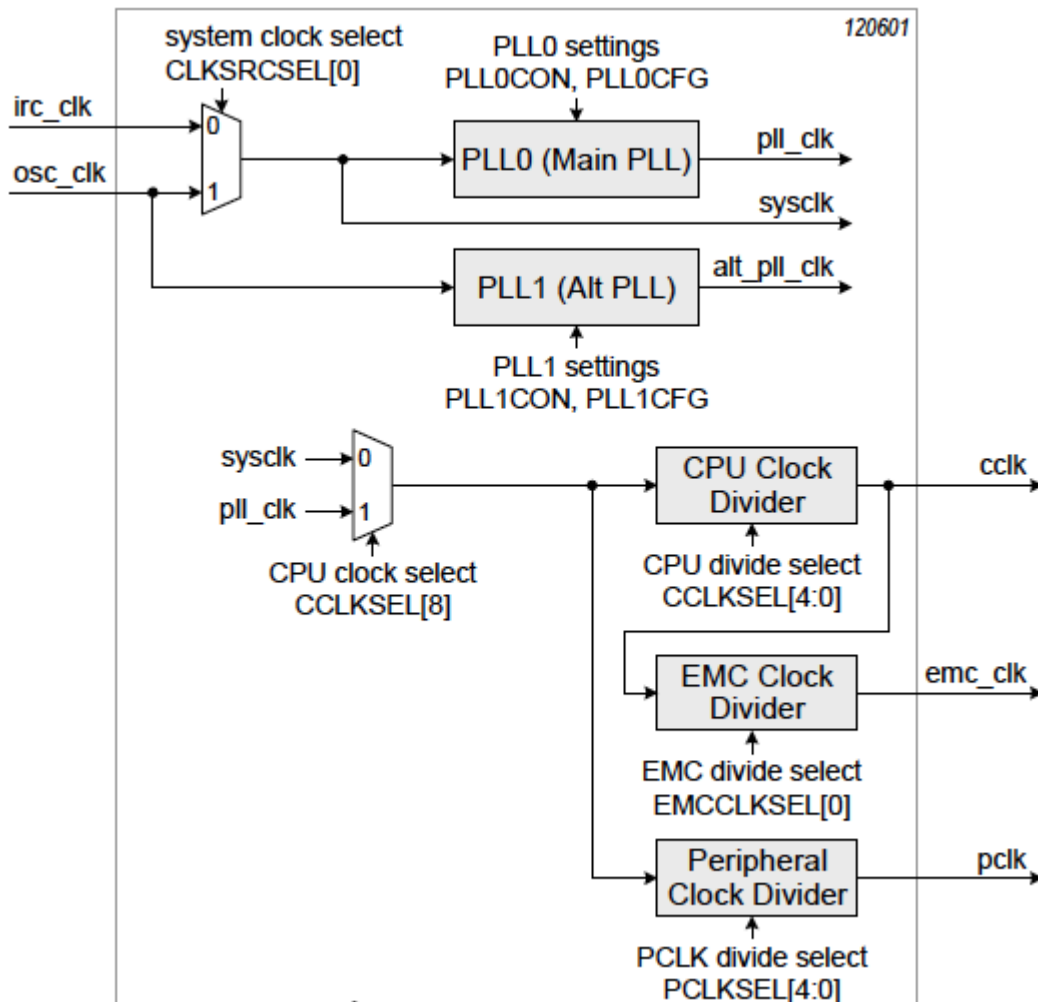 120601
system clock select
CLKSRCSEL[0]
PLL0 settings
PLL0CON, PLL0CFG
irc_clk
0
osc_clk
1
PLL0 (Main PLL)
pll_clk
sysclk
PLL1 (Alt PLL)
alt_pll_clk
PLL1 settings
PLL1CON, PLL1CFG
sysclk
0
pll_clk
1
CPU clock select
CCLKSEL[8]
CPU Clock
Divider
cclk
CPU divide select
CCLKSEL[4:0]
EMC Clock
Divider
emc_clk
EMC divide select
EMCCLKSEL[0]
Peripheral
Clock Divider
pclk
PCLK divide select
PCLKSEL[4:0]